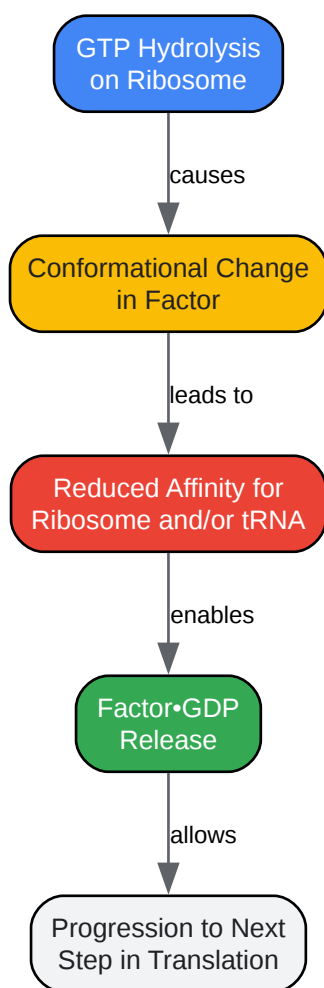 GTP Hydrolysis
on Ribosome
causes
Conformational Change
in Factor
leads to
Reduced Affinity for
Ribosome and/or tRNA
enables
Factor•GDP
Release
allows
Progression to Next
Step in Translation